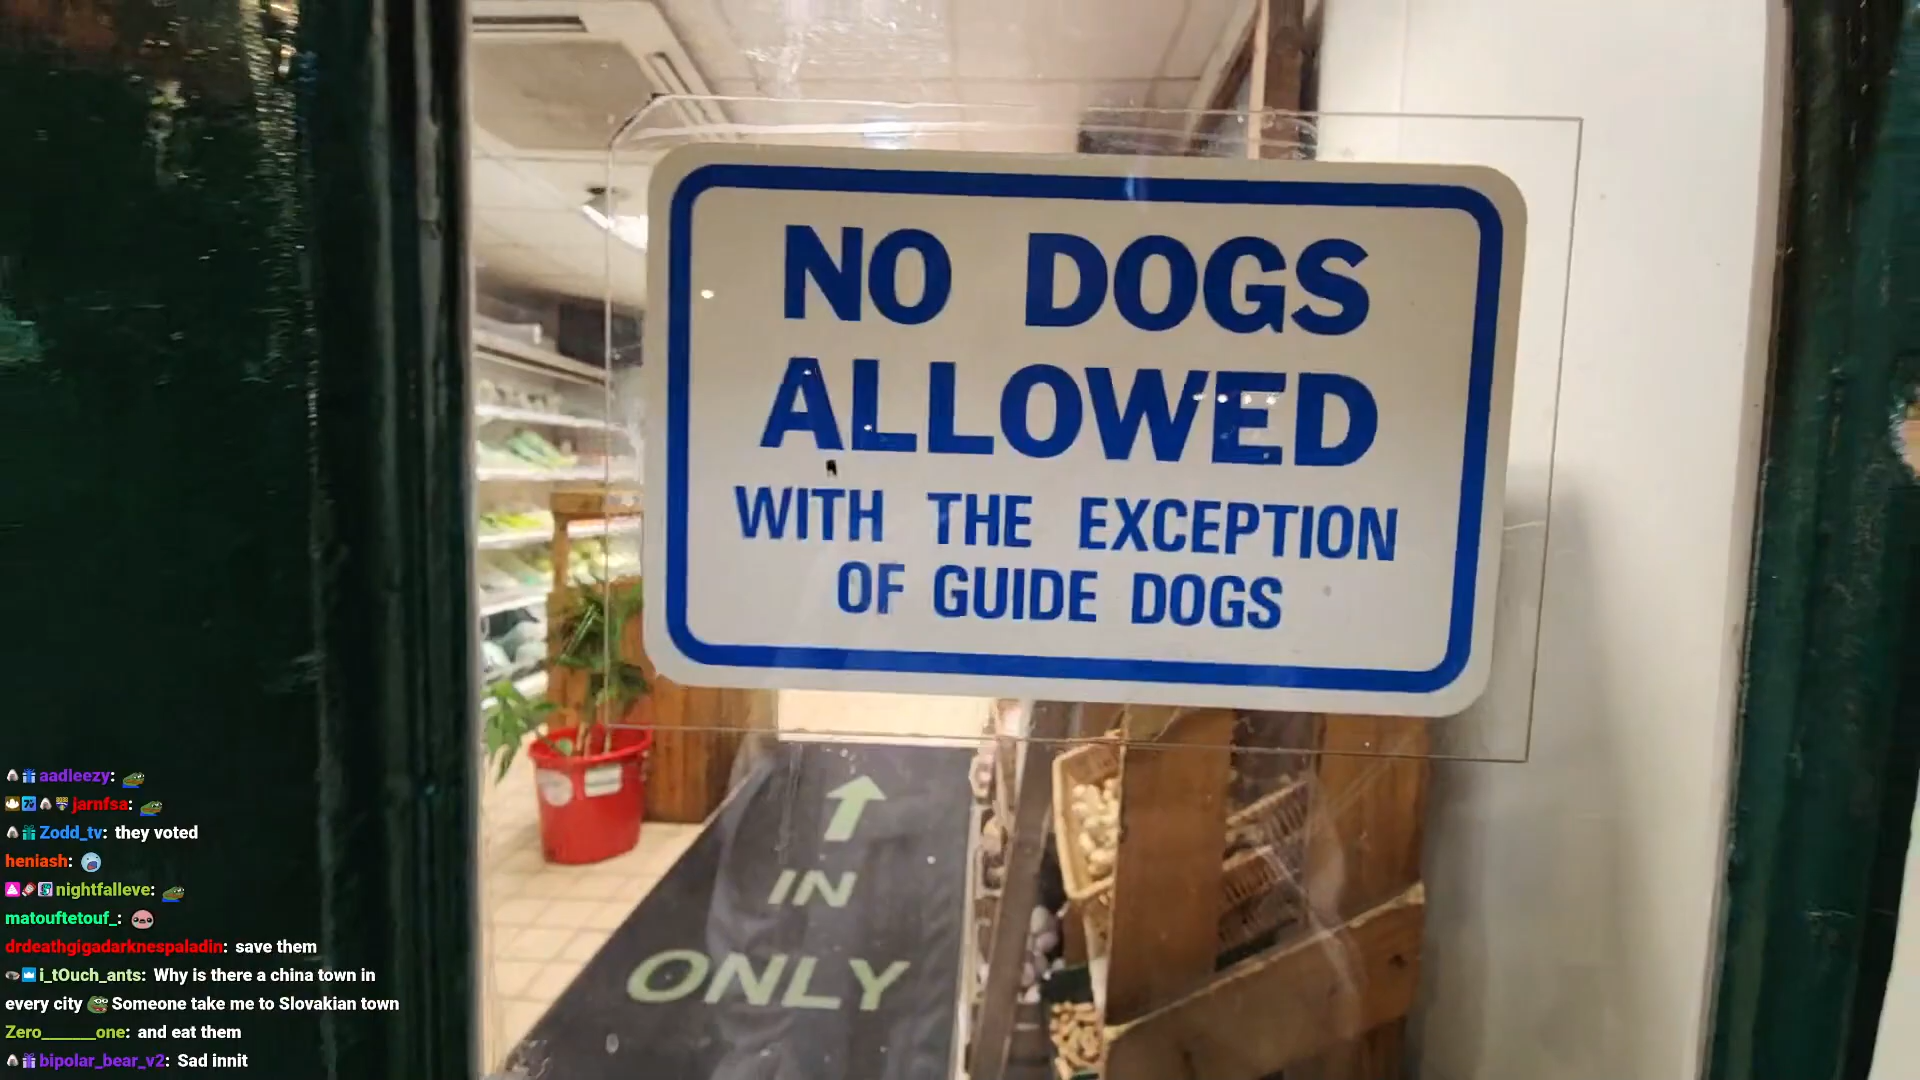 NO DOGS
ALLOWED
WITH THE EXCEPTION
OF GUIDE DOGS
IN
ONLY
aadleezy:
jarnfsa:
Zodd_tv: they voted
heniash:
nightfalleve:
matouftetouf_:
drdeathgigadarknespaladin: save them
i_tOuch_ants: Why is there a china town in
every city Someone take me to Slovakian town
Zero______one: and eat them
bipolar_bear_v2: Sad innit